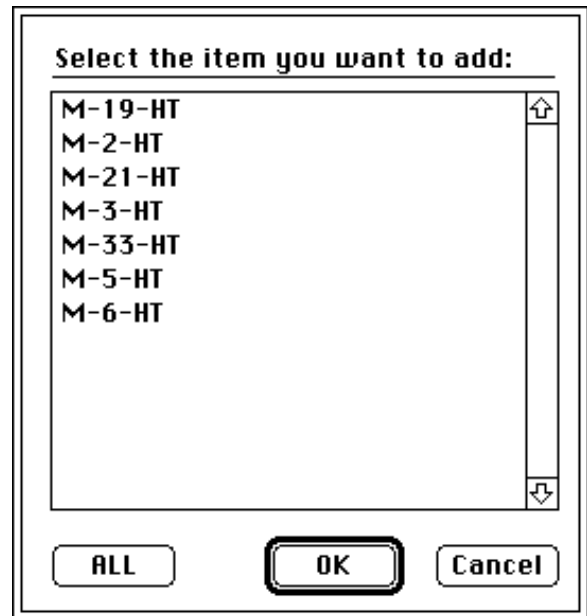 Select the item you want to add:
M-19-HT
M-2-HT
M-21-HT
M-3-HT
M-33-HT
M-5-HT
M-6-HT
ALL OK Cancel